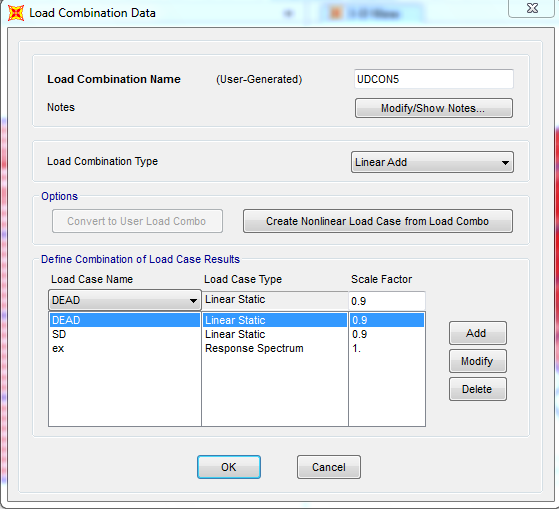 Load Combination Data
Load Combination Name (User-Generated) UDCON5
Notes Modify/Show Notes...
Load Combination Type Linear Add
Options
Convert to User Load Combo Create Nonlinear Load Case from Load Combo
Define Combination of Load Case Results
Load Case Name Load Case Type Scale Factor
DEAD Linear Static 0.9
DEAD Linear Static 0.9
SD Linear Static 0.9
ex Response Spectrum 1.
Add
Modify
Delete
OK Cancel